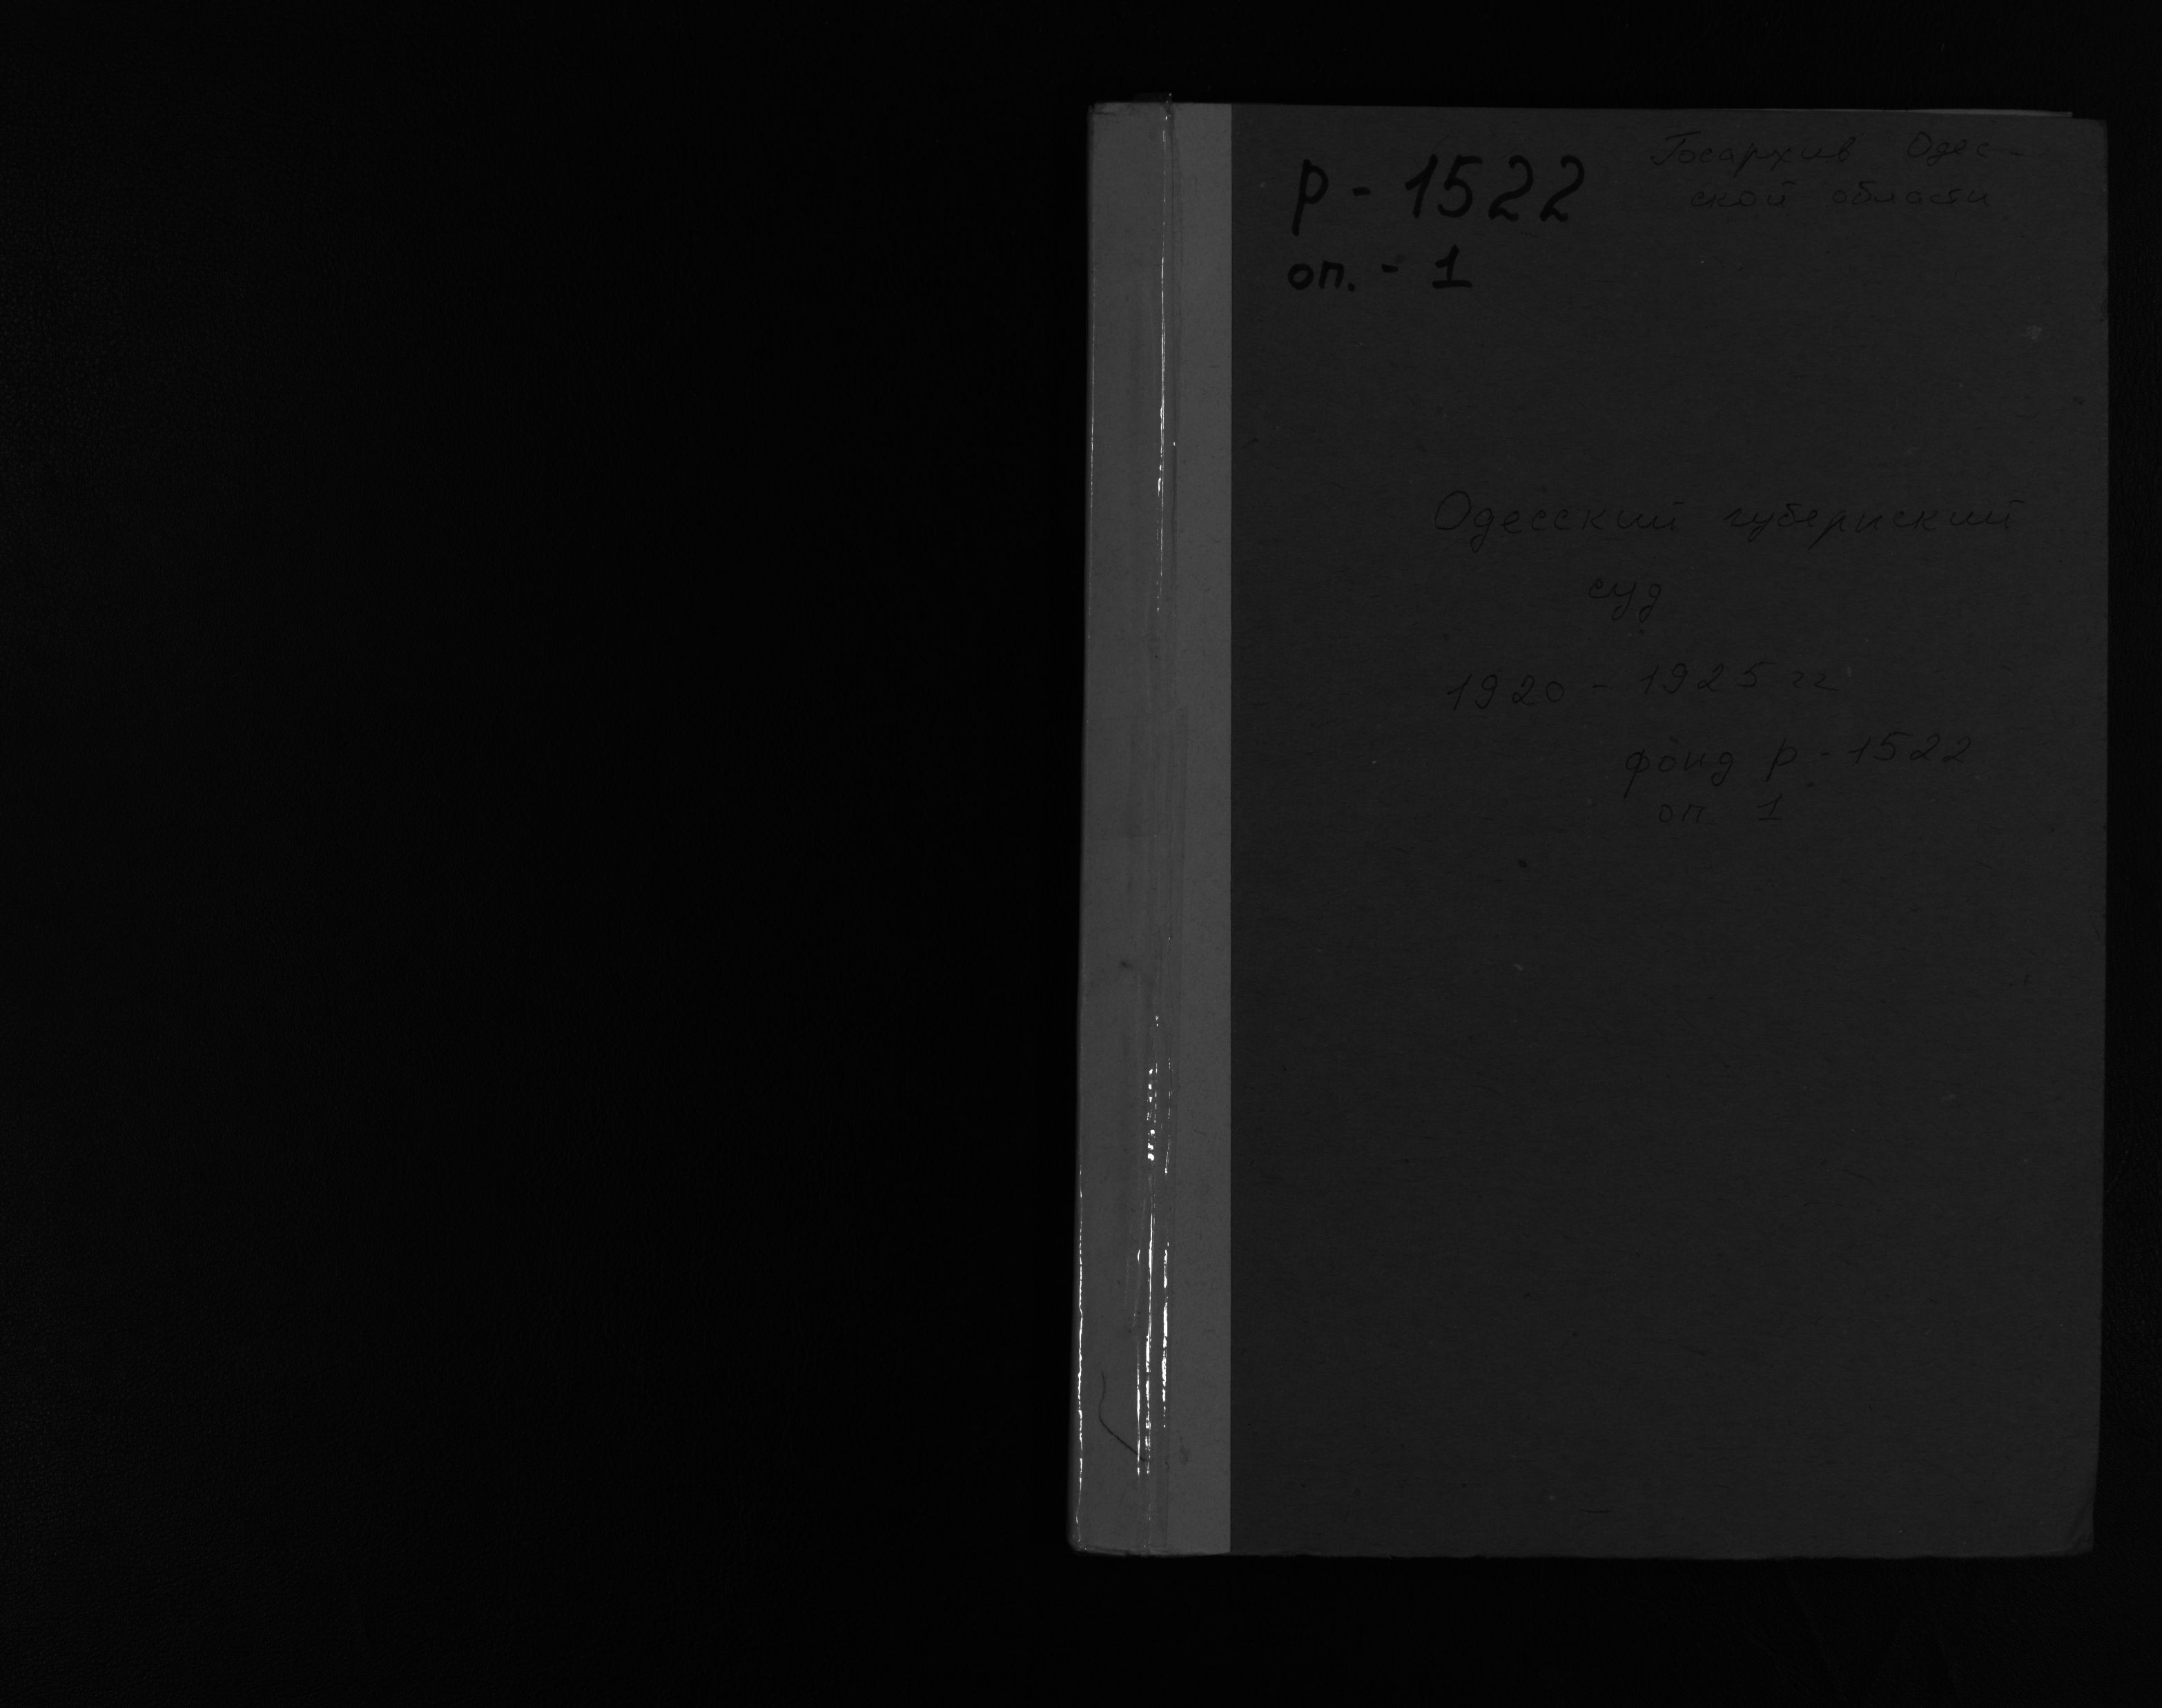 р - 1522
оп. - 1
Госархив Одес-
ской области
Одесский губернский
суд
1920 - 1925 гг
фонд р - 1522
оп. 1